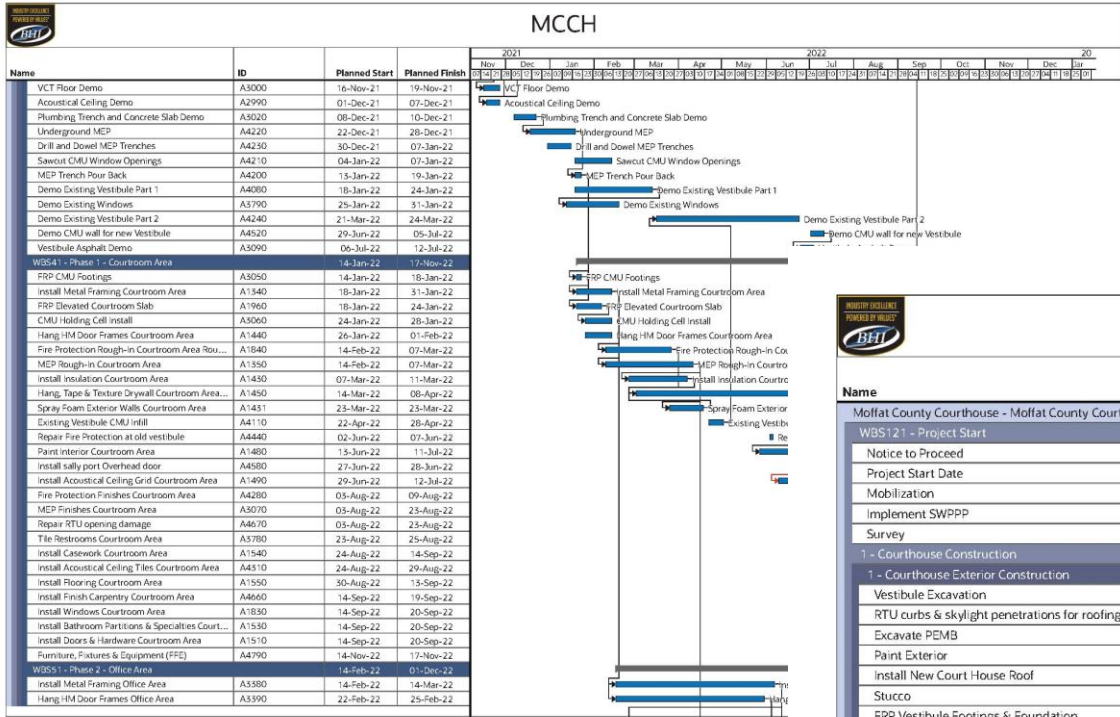 INDUSTRY EXCELLENCE
POWERED BY VALUES
BHI
MCCH
2021 2022 20
Nov Dec Jan Feb Mar Apr May Jun Jul Aug Sep Oct Nov Dec Jar
Name ID Planned Start Planned Finish
VCT Floor Demo A3000 16-Nov-21 19-Nov-21 VCT Floor Demo
Acoustical Ceiling Demo A2990 01-Dec-21 07-Dec-21 Acoustical Ceiling Demo
Plumbing Trench and Concrete Slab Demo A3020 08-Dec-21 10-Dec-21 Plumbing Trench and Concrete Slab Demo
Underground MEP A4220 22-Dec-21 28-Dec-21 Underground MEP
Drill and Dowel MEP Trenches A4230 30-Dec-21 07-Jan-22 Drill and Dowel MEP Trenches
Sawcut CMU Window Openings A4210 04-Jan-22 07-Jan-22 Sawcut CMU Window Openings
MEP Trench Pour Back A4200 13-Jan-22 19-Jan-22 MEP Trench Pour Back
Demo Existing Vestibule Part 1 A4080 18-Jan-22 24-Jan-22 Demo Existing Vestibule Part 1
Demo Existing Windows A3790 25-Jan-22 31-Jan-22 Demo Existing Windows
Demo Existing Vestibule Part 2 A4240 21-Mar-22 24-Mar-22 Demo Existing Vestibule Part 2
Demo CMU wall for new Vestibule A4520 29-Jun-22 05-Jul-22 Demo CMU wall for new Vestibule
Vestibule Asphalt Demo A3090 06-Jul-22 12-Jul-22
WBS41 - Phase 1 - Courtroom Area 14-Jan-22 17-Nov-22
FRP CMU Footings A3050 14-Jan-22 18-Jan-22 FRP CMU Footings
Install Metal Framing Courtroom Area A1340 18-Jan-22 31-Jan-22 Install Metal Framing Courtroom Area
FRP Elevated Courtroom Slab A1960 18-Jan-22 24-Jan-22 FRP Elevated Courtroom Slab
CMU Holding Cell Install A3060 24-Jan-22 28-Jan-22 CMU Holding Cell Install
Hang HM Door Frames Courtroom Area A1440 26-Jan-22 01-Feb-22 Hang HM Door Frames Courtroom Area
Fire Protection Rough-In Courtroom Area Rou... A1840 14-Feb-22 07-Mar-22 Fire Protection Rough-In Cou
MEP Rough-In Courtroom Area A1350 14-Feb-22 07-Mar-22 MEP Rough-In Courtro
Install Insulation Courtroom Area A1430 07-Mar-22 11-Mar-22 Install Insulation Courtro
Hang, Tape & Texture Drywall Courtroom Area... A1450 14-Mar-22 08-Apr-22
Spray Foam Exterior Walls Courtroom Area A1431 23-Mar-22 23-Mar-22 Spray Foam Exterior
Existing Vestibule CMU Infill A4110 22-Apr-22 28-Apr-22 Existing Vestib
Repair Fire Protection at old vestibule A4440 02-Jun-22 07-Jun-22 Re
Paint Interior Courtroom Area A1480 13-Jun-22 11-Jul-22
Install sally port Overhead door A4580 27-Jun-22 28-Jun-22
Install Acoustical Ceiling Grid Courtroom Area A1490 29-Jun-22 12-Jul-22
Fire Protection Finishes Courtroom Area A4280 03-Aug-22 09-Aug-22
MEP Finishes Courtroom Area A3070 03-Aug-22 23-Aug-22
Repair RTU opening damage A4670 03-Aug-22 23-Aug-22
Tile Restrooms Courtroom Area A3780 23-Aug-22 25-Aug-22
Install Casework Courtroom Area A1540 24-Aug-22 14-Sep-22
Install Acoustical Ceiling Tiles Courtroom Area A4310 24-Aug-22 29-Aug-22
Install Flooring Courtroom Area A1550 30-Aug-22 13-Sep-22
Install Finish Carpentry Courtroom Area A4660 14-Sep-22 19-Sep-22
Install Windows Courtroom Area A1830 14-Sep-22 20-Sep-22
Install Bathroom Partitions & Specialties Court... A1530 14-Sep-22 20-Sep-22
Install Doors & Hardware Courtroom Area A1510 14-Sep-22 20-Sep-22
Furniture, Fixtures & Equipment (FFE) A4790 14-Nov-22 17-Nov-22
WBS51 - Phase 2 - Office Area 14-Feb-22 01-Dec-22
Install Metal Framing Office Area A3380 14-Feb-22 14-Mar-22 Ins
Hang HM Door Frames Office Area A3390 22-Feb-22 25-Feb-22 Hang
INDUSTRY EXCELLENCE
POWERED BY VALUES
BHI
Name
Moffat County Courthouse - Moffat County Court
WBS121 - Project Start
Notice to Proceed
Project Start Date
Mobilization
Implement SWPPP
Survey
1 - Courthouse Construction
1 - Courthouse Exterior Construction
Vestibule Excavation
RTU curbs & skylight penetrations for roofing
Excavate PEMB
Paint Exterior
Install New Court House Roof
Stucco
FRP Vestibule Footings & Foundation